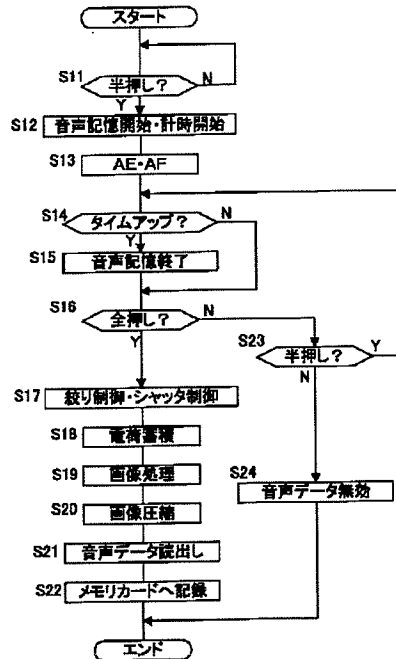 スタート
S11 半押し? N
Y
S12 音声記憶開始・計時開始
S13 AE・AF
S14 タイムアップ? N
Y
S15 音声記憶終了
S16 全押し? N
Y
S23 半押し? Y
N
S17 絞り制御・シャッタ制御
S18 電荷蓄積
S19 画像処理
S24 音声データ無効
S20 画像圧縮
S21 音声データ読出し
S22 メモリカードへ記録
エンド